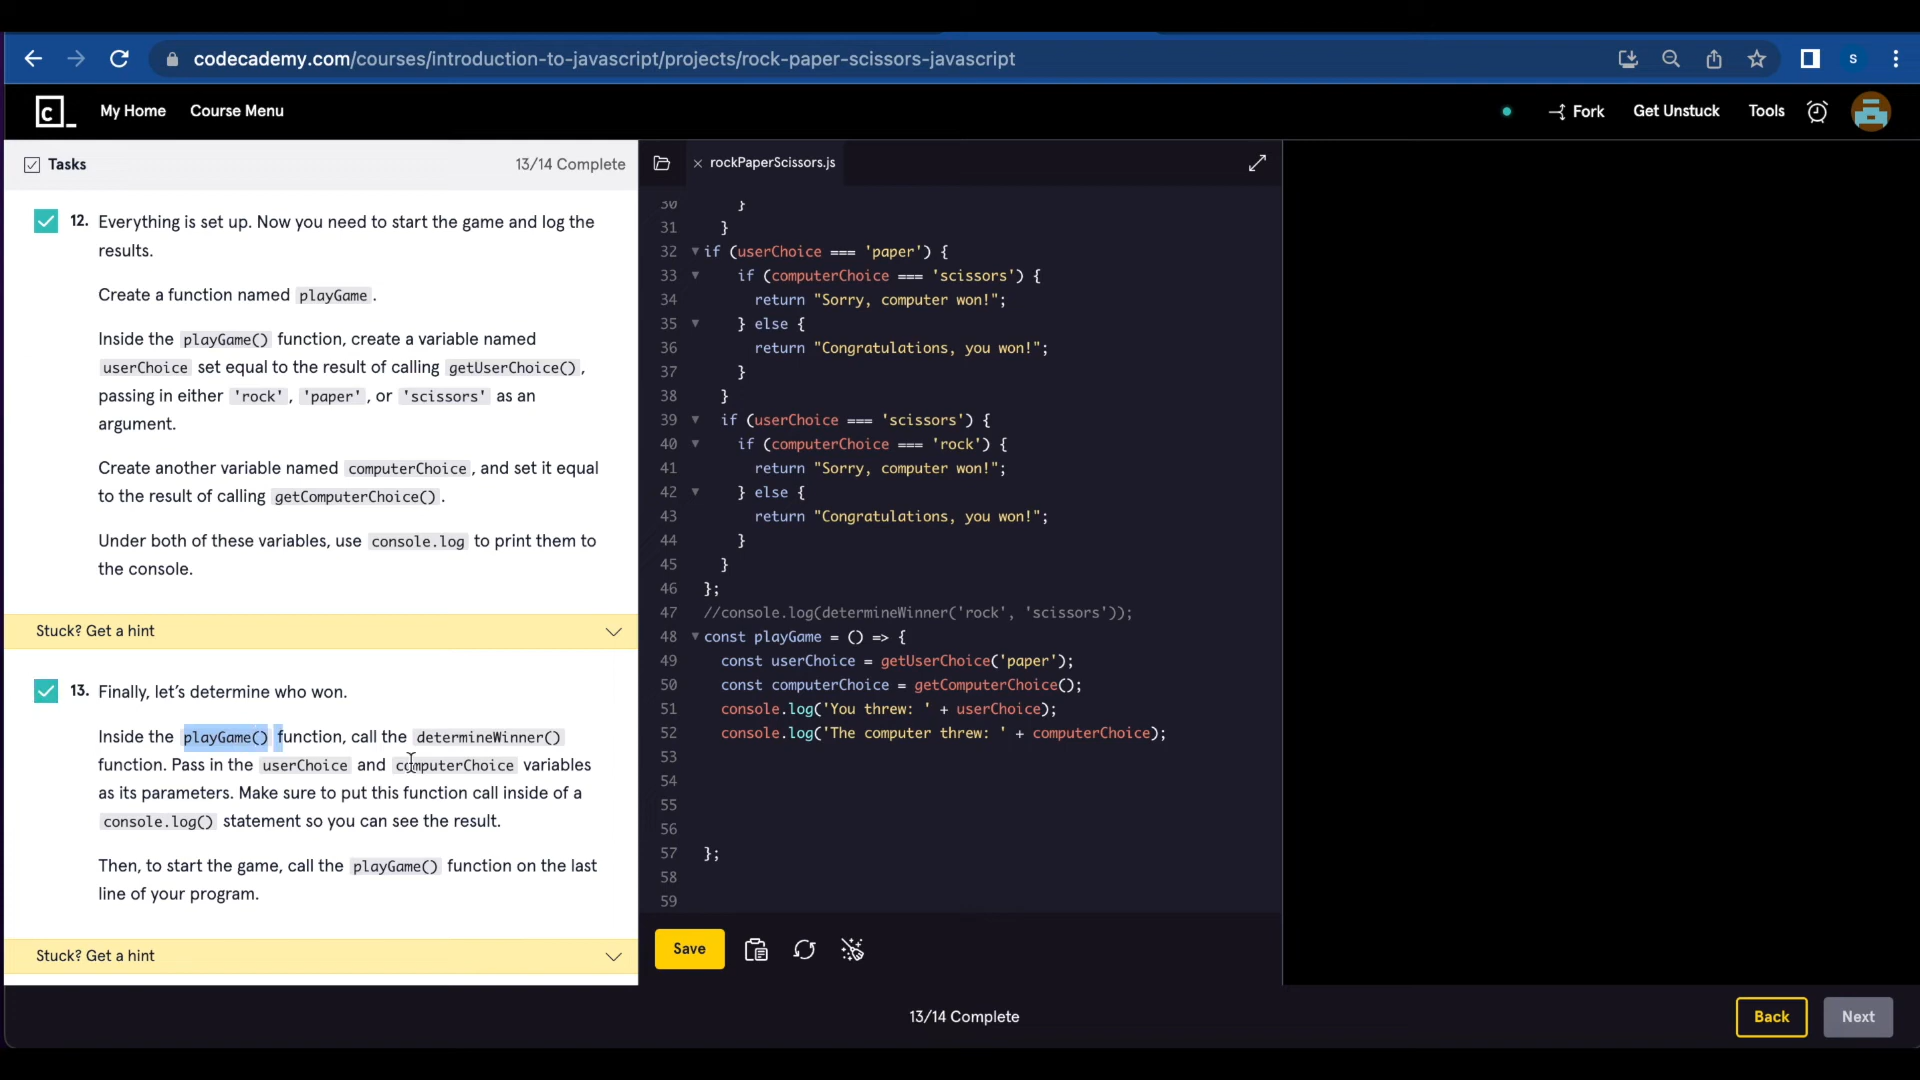 codecademy.com/courses/introduction-to-javascript/projects/rock-paper-scissors-javascript
s
c
My Home
Course Menu
Fork
Get Unstuck
Tools
Tasks
13/14 Complete
12. Everything is set up. Now you need to start the game and log the
results.
Create a function named playGame.
Inside the playGame() function, create a variable named
userChoice set equal to the result of calling getUserChoice(),
passing in either 'rock', 'paper', or 'scissors' as an
argument.
Create another variable named computerChoice, and set it equal
to the result of calling getComputerChoice().
Under both of these variables, use console.log to print them to
the console.
Stuck? Get a hint
13. Finally, let's determine who won.
Inside the playGame() function, call the determineWinner()
function. Pass in the userChoice and computerChoice variables
as its parameters. Make sure to put this function call inside of a
console.log() statement so you can see the result.
Then, to start the game, call the playGame() function on the last
line of your program.
Stuck? Get a hint
rockPaperScissors.js
30     }
31   }
32 if (userChoice === 'paper') {
33     if (computerChoice === 'scissors') {
34       return "Sorry, computer won!";
35     } else {
36       return "Congratulations, you won!";
37     }
38   }
39   if (userChoice === 'scissors') {
40     if (computerChoice === 'rock') {
41       return "Sorry, computer won!";
42     } else {
43       return "Congratulations, you won!";
44     }
45   }
46 };
47 //console.log(determineWinner('rock', 'scissors'));
48 const playGame = () => {
49   const userChoice = getUserChoice('paper');
50   const computerChoice = getComputerChoice();
51   console.log('You threw: ' + userChoice);
52   console.log('The computer threw: ' + computerChoice);
53
54
55
56
57 };
58
59
Save
13/14 Complete
Back
Next